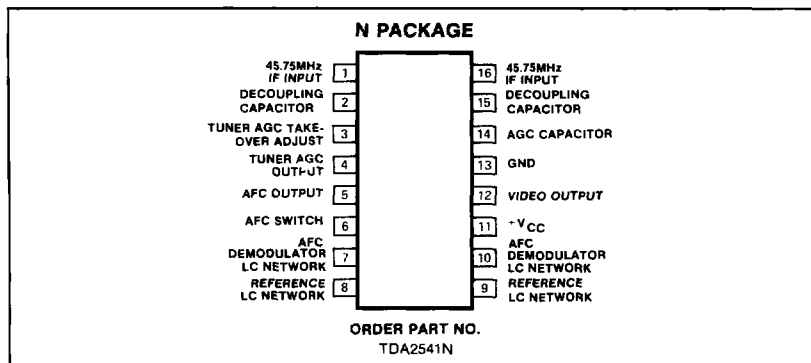 N PACKAGE
45.75MHz
IF INPUT
1
DECOUPLING
CAPACITOR
2
TUNER AGC TAKE-
OVER ADJUST
3
TUNER AGC
OUTPUT
4
AFC OUTPUT
5
AFC SWITCH
6
AFC
DEMODULATOR
LC NETWORK
7
REFERENCE
LC NETWORK
8
16
45.75MHz
IF INPUT
15
DECOUPLING
CAPACITOR
14
AGC CAPACITOR
13
GND
12
VIDEO OUTPUT
11
+VCC
10
AFC
DEMODULATOR
LC NETWORK
9
REFERENCE
LC NETWORK
ORDER PART NO.
TDA2541N